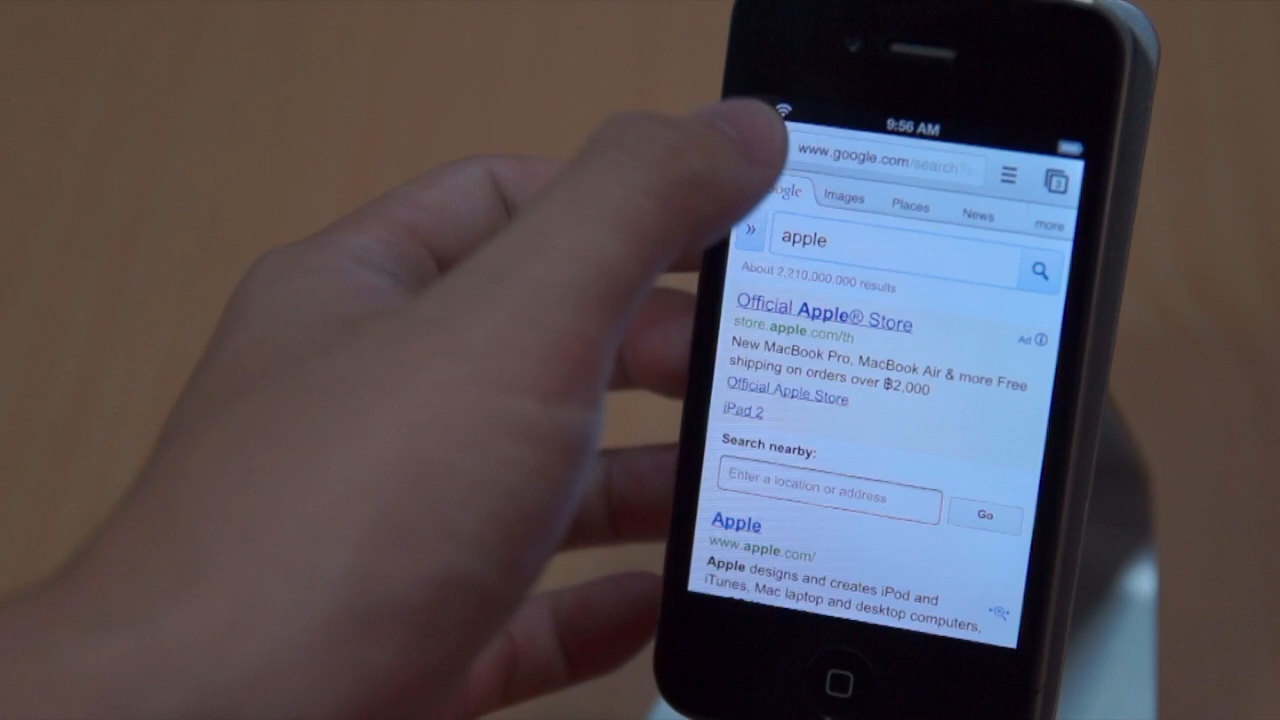 9:56 AM
www.google.com/search?
3
ogle Images Places News more
» apple
About 2,210,000,000 results
Official Apple® Store
store.apple.com/th Ad
New MacBook Pro, MacBook Air & more Free
shipping on orders over ฿2,000
Official Apple Store
iPad 2
Search nearby:
Enter a location or address Go
Apple
www.apple.com/
Apple designs and creates iPod and
iTunes, Mac laptop and desktop computers,